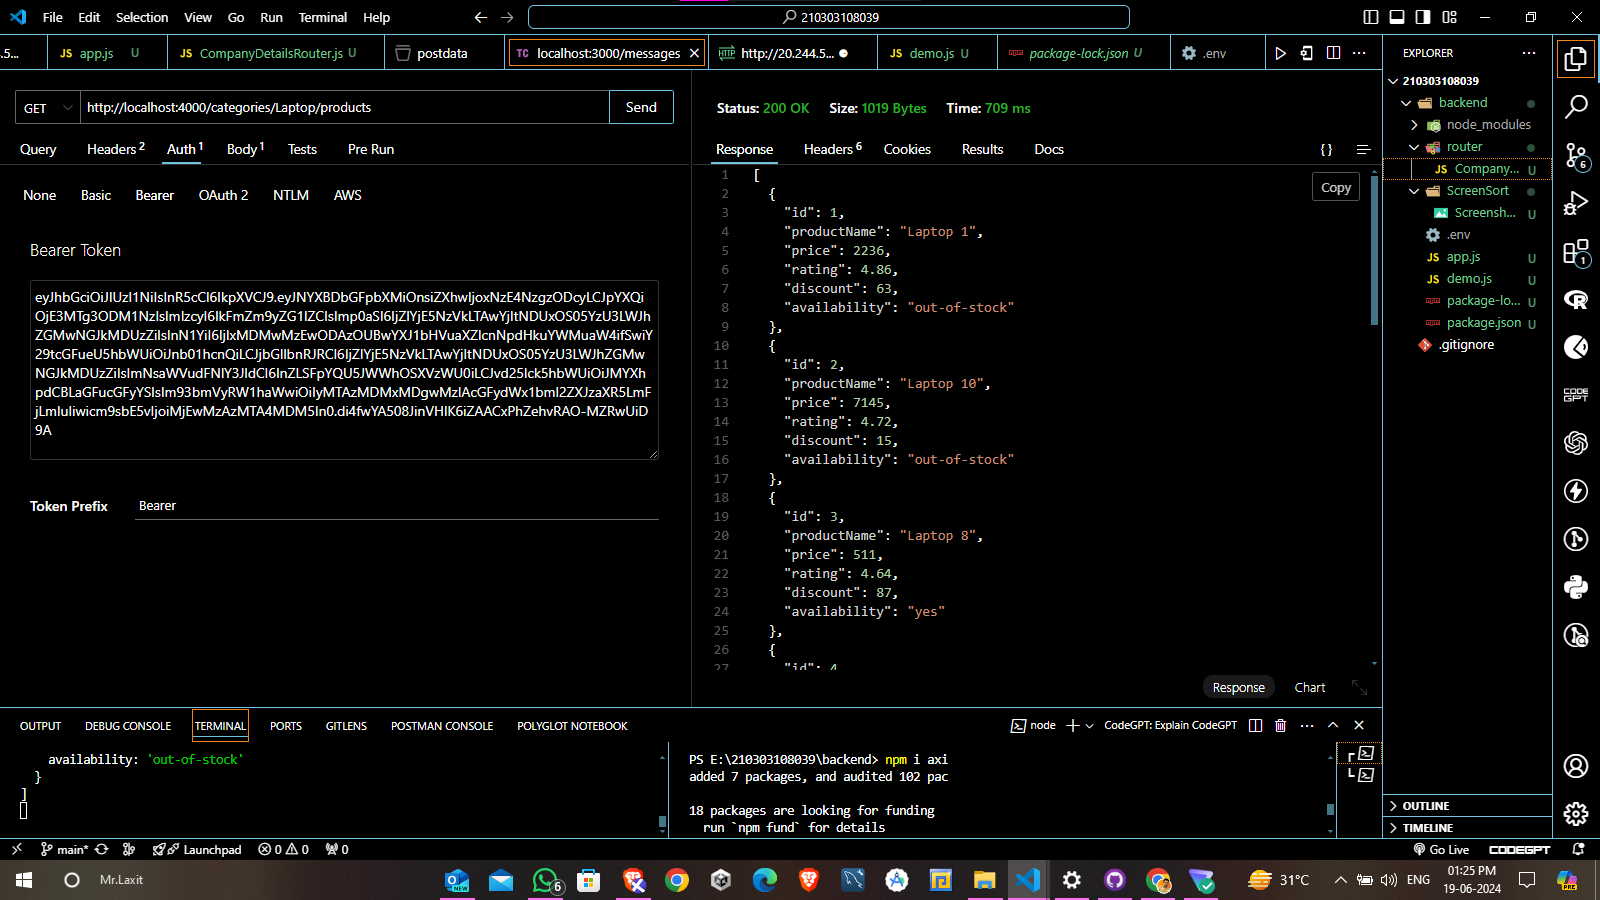 File Edit Selection View Go Run Terminal Help
210303108039
.5...
JS app.js U
JS CompanyDetailsRouter.js U
postdata
TC localhost:3000/messages
HTTP http://20.244.5...
JS demo.js U
package-lock.json U
.env
EXPLORER
GET http://localhost:4000/categories/Laptop/products Send
Query Headers 2 Auth 1 Body 1 Tests Pre Run
None Basic Bearer OAuth 2 NTLM AWS
Bearer Token
9A
Token Prefix Bearer
Status: 200 OK Size: 1019 Bytes Time: 709 ms
Response Headers 6 Cookies Results Docs { }
Copy
1 [
2 {
3 "id": 1,
4 "productName": "Laptop 1",
5 "price": 2236,
6 "rating": 4.86,
7 "discount": 63,
8 "availability": "out-of-stock"
9 },
10 {
11 "id": 2,
12 "productName": "Laptop 10",
13 "price": 7145,
14 "rating": 4.72,
15 "discount": 15,
16 "availability": "out-of-stock"
17 },
18 {
19 "id": 3,
20 "productName": "Laptop 8",
21 "price": 511,
22 "rating": 4.64,
23 "discount": 87,
24 "availability": "yes"
25 },
26 {
27 "id": 4
Response Chart
210303108039
backend
node_modules
router
JS Company... U
ScreenSort
Screensh... U
.env
JS app.js U
JS demo.js U
package-lo... U
package.json U
.gitignore
OUTLINE
TIMELINE
6
1
CODE GPT
OUTPUT DEBUG CONSOLE TERMINAL PORTS GITLENS POSTMAN CONSOLE POLYGLOT NOTEBOOK
node CodeGPT: Explain CodeGPT
availability: 'out-of-stock'
}
]
PS E:\210303108039\backend> npm i axi
added 7 packages, and audited 102 pac
18 packages are looking for funding
run `npm fund` for details
main* Launchpad 0 0 0
Go Live CODEGPT
Mr.Laxit
NEW
6
31°C
ENG
01:25 PM
19-06-2024
PRE